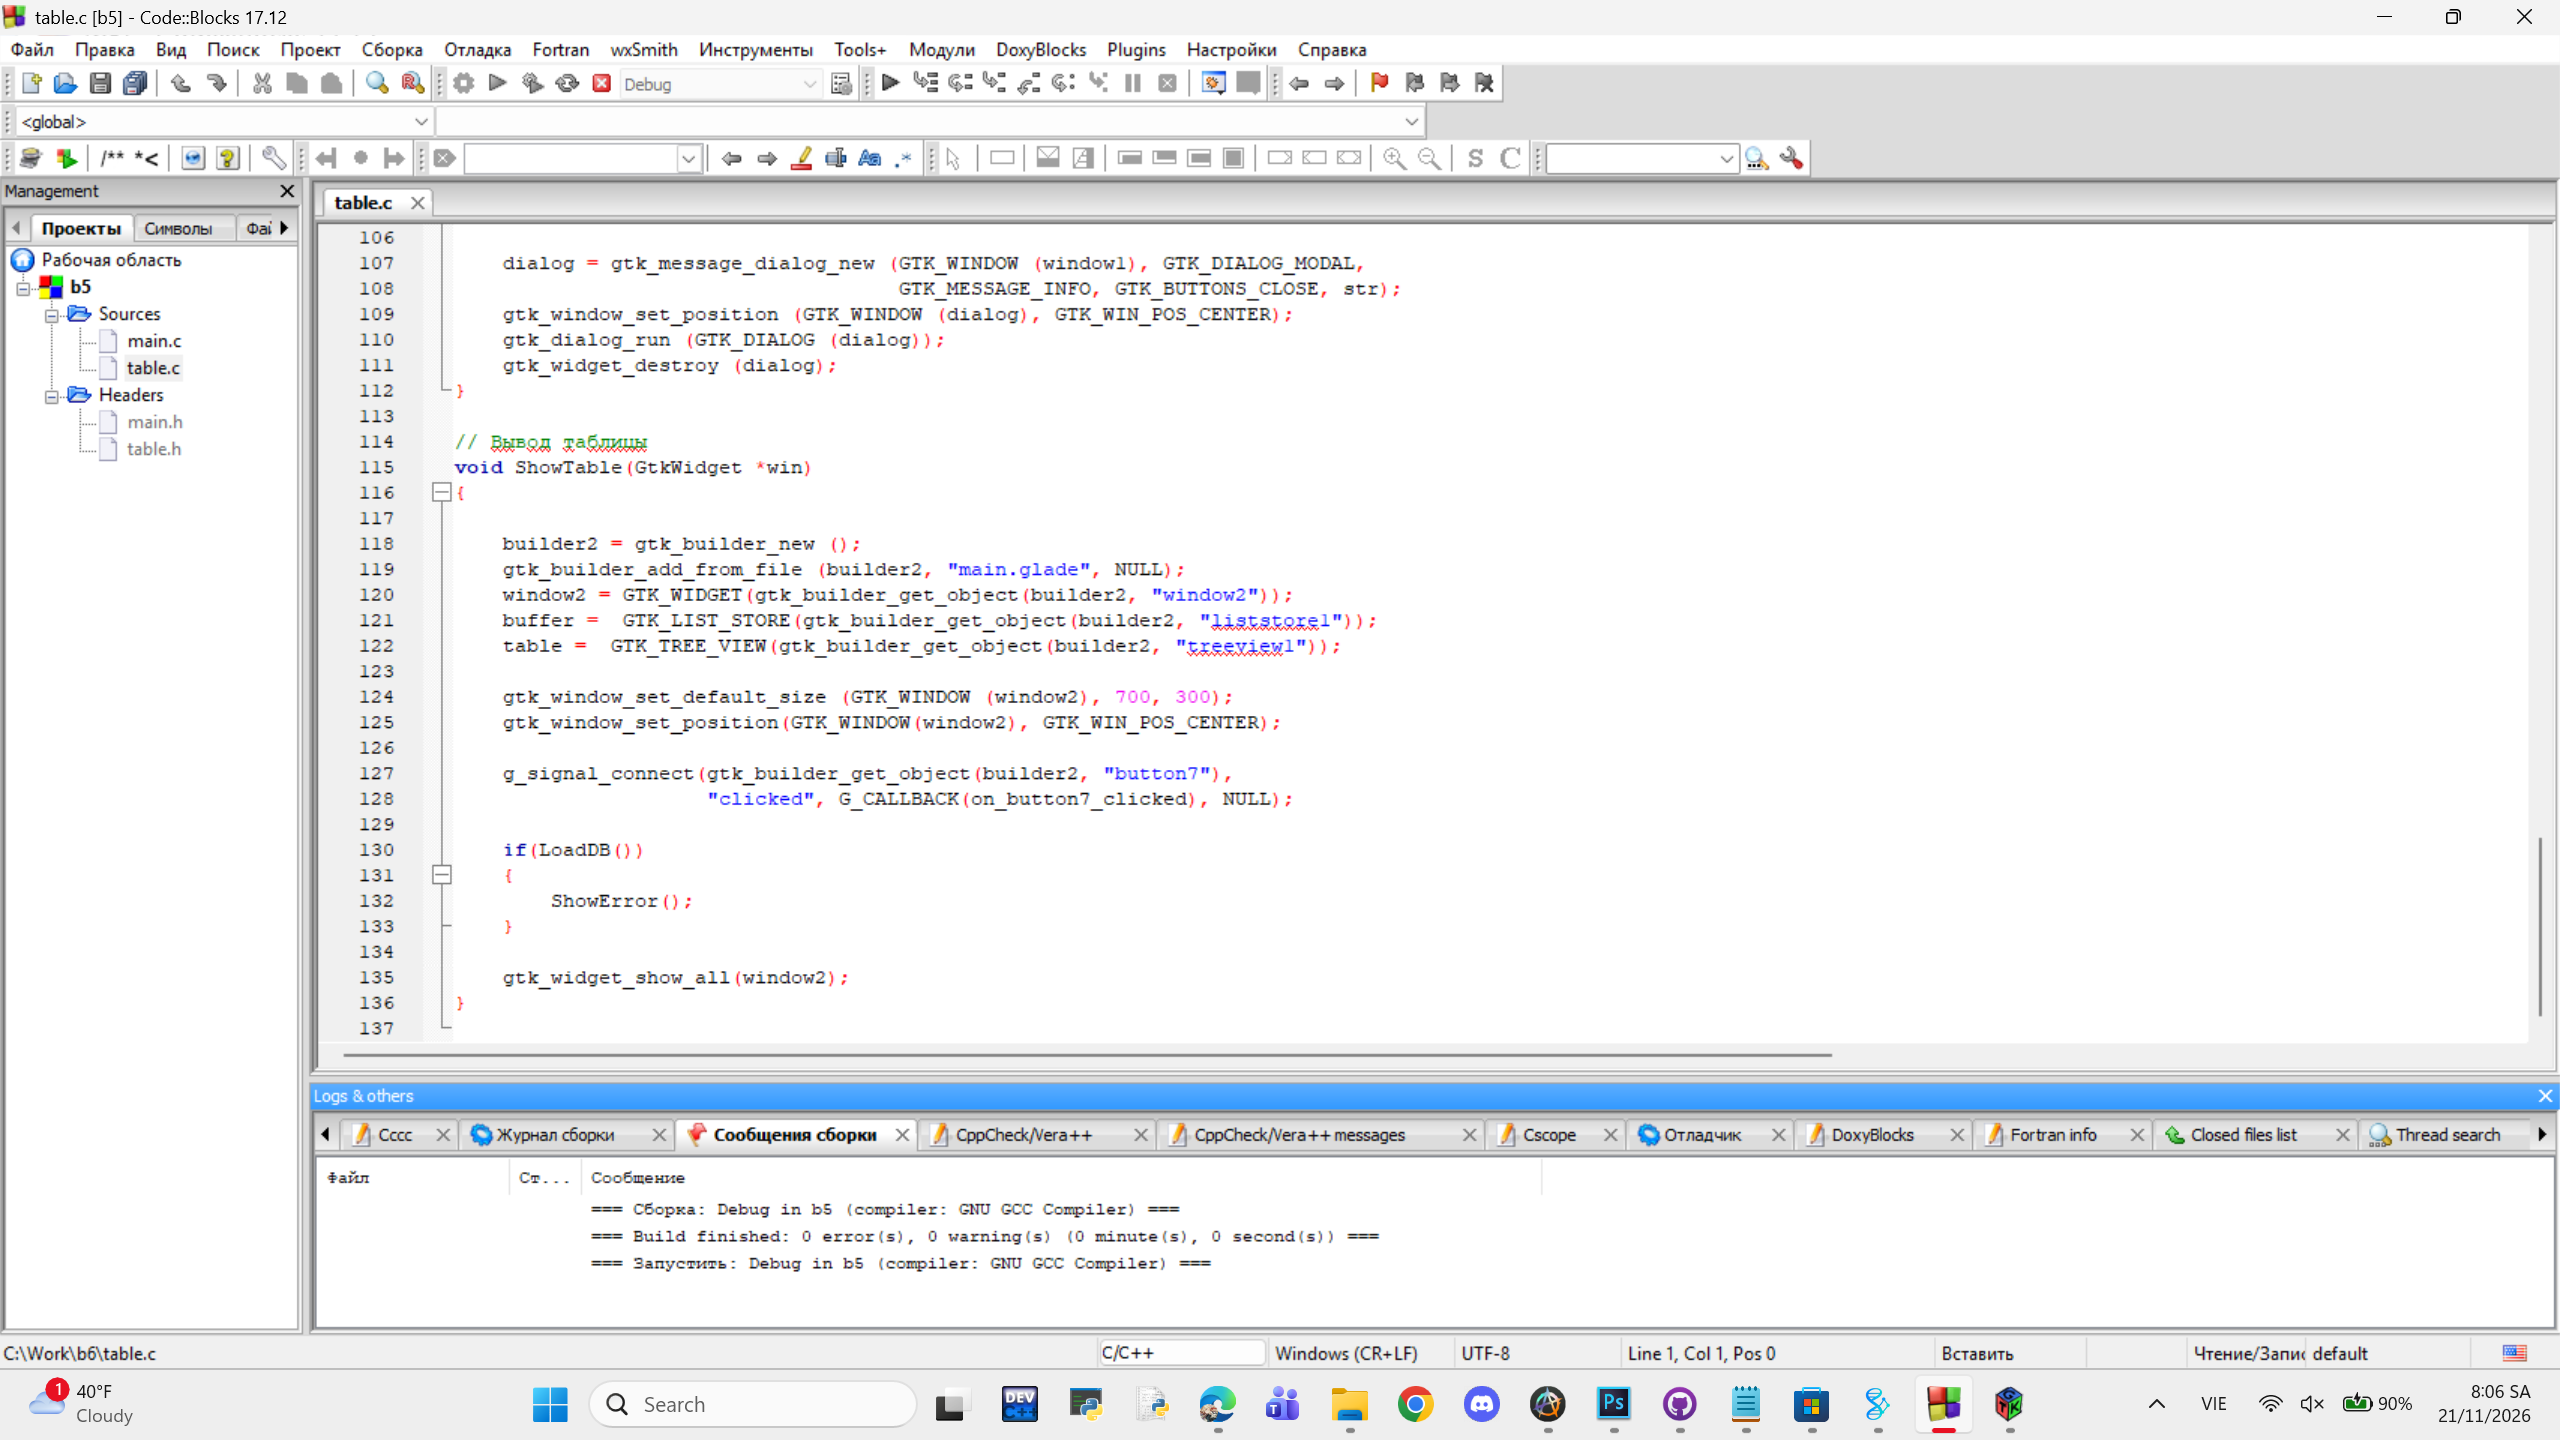 table.c [b5] - Code::Blocks 17.12
Файл Правка Вид Поиск Проект Сборка Отладка Fortran wxSmith Инструменты Tools+ Модули DoxyBlocks Plugins Настройки Справка
Debug
<global>
/** *<
S C
Management
Проекты Символы Фай
Рабочая область
b5
Sources
main.c
table.c
Headers
main.h
table.h
table.c
106
107 dialog = gtk_message_dialog_new (GTK_WINDOW (window1), GTK_DIALOG_MODAL,
108 GTK_MESSAGE_INFO, GTK_BUTTONS_CLOSE, str);
109 gtk_window_set_position (GTK_WINDOW (dialog), GTK_WIN_POS_CENTER);
110 gtk_dialog_run (GTK_DIALOG (dialog));
111 gtk_widget_destroy (dialog);
112 }
113
114 // Вывод таблицы
115 void ShowTable(GtkWidget *win)
116 {
117
118 builder2 = gtk_builder_new ();
119 gtk_builder_add_from_file (builder2, "main.glade", NULL);
120 window2 = GTK_WIDGET(gtk_builder_get_object(builder2, "window2"));
121 buffer =  GTK_LIST_STORE(gtk_builder_get_object(builder2, "liststore1"));
122 table =  GTK_TREE_VIEW(gtk_builder_get_object(builder2, "treeview1"));
123
124 gtk_window_set_default_size (GTK_WINDOW (window2), 700, 300);
125 gtk_window_set_position(GTK_WINDOW(window2), GTK_WIN_POS_CENTER);
126
127 g_signal_connect(gtk_builder_get_object(builder2, "button7"),
128 "clicked", G_CALLBACK(on_button7_clicked), NULL);
129
130 if(LoadDB())
131 {
132 ShowError();
133 }
134
135 gtk_widget_show_all(window2);
136 }
137
Logs & others
Cccc Журнал сборки Сообщения сборки CppCheck/Vera++ CppCheck/Vera++ messages Cscope Отладчик DoxyBlocks Fortran info Closed files list Thread search
Файл Ст... Сообщение
=== Сборка: Debug in b5 (compiler: GNU GCC Compiler) ===
=== Build finished: 0 error(s), 0 warning(s) (0 minute(s), 0 second(s)) ===
=== Запустить: Debug in b5 (compiler: GNU GCC Compiler) ===
C:\Work\b6\table.c C/C++ Windows (CR+LF) UTF-8 Line 1, Col 1, Pos 0 Вставить Чтение/Запис default
1 40°F
Cloudy
Search
DEV C++
Ps
VIE
90%
8:06 SA
21/11/2026